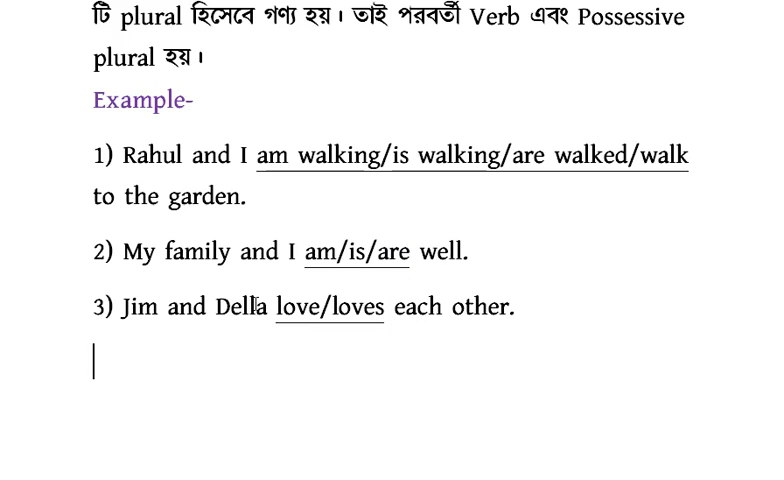 টি plural হিসেবে গণ্য হয়। তাই পরবর্তী Verb এবং Possessive
plural হয়।
Example-
1) Rahul and I am walking/is walking/are walked/walk
to the garden.
2) My family and I am/is/are well.
3) Jim and Della love/loves each other.